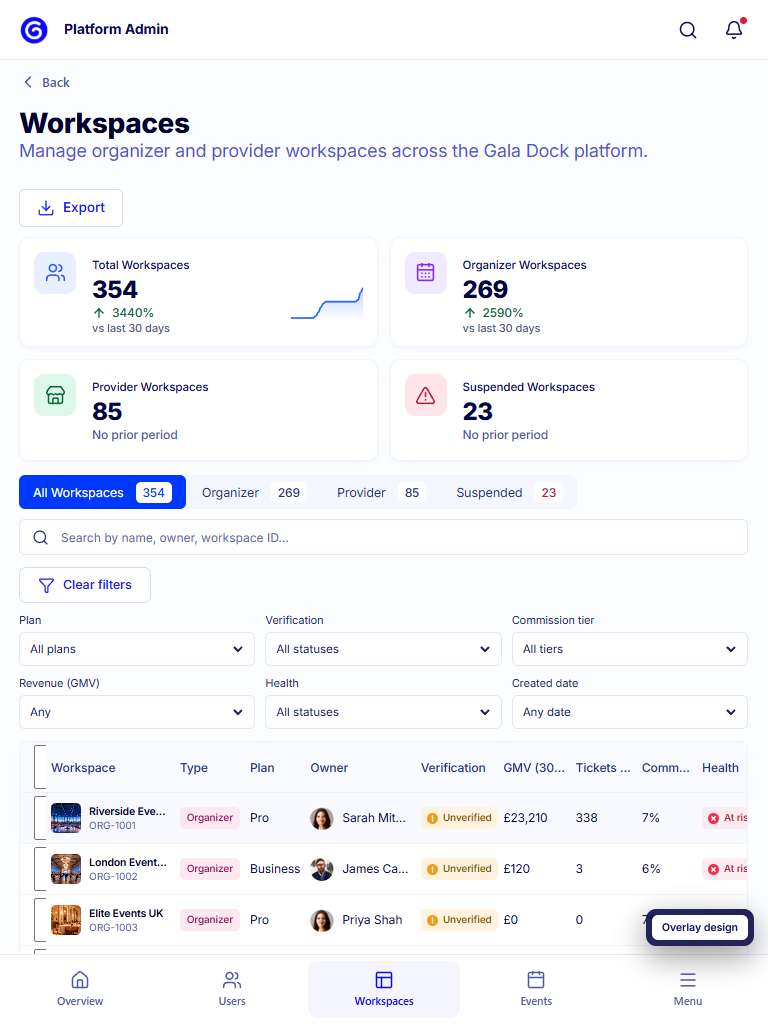 Platform Admin
Back
Workspaces
Manage organizer and provider workspaces across the Gala Dock platform.
Export
Total Workspaces
354
3440%
vs last 30 days
Organizer Workspaces
269
2590%
vs last 30 days
Provider Workspaces
85
No prior period
Suspended Workspaces
23
No prior period
All Workspaces 354 Organizer 269 Provider 85 Suspended 23
Search by name, owner, workspace ID...
Clear filters
Plan Verification Commission tier
All plans All statuses All tiers
Revenue (GMV) Health Created date
Any All statuses Any date
Workspace Type Plan Owner Verification GMV (30... Tickets ... Comm... Health
Riverside Eve... Organizer Pro Sarah Mit... Unverified £23,210 338 7% At ris
ORG-1001
London Event... Organizer Business James Ca... Unverified £120 3 6% At ris
ORG-1002
Elite Events UK Organizer Pro Priya Shah Unverified £0 0
ORG-1003
Overlay design
Overview Users Workspaces Events Menu